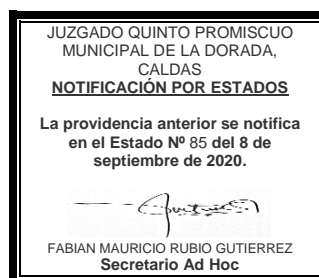 JUZGADO QUINTO PROMISCUO
MUNICIPAL DE LA DORADA,
CALDAS
NOTIFICACIÓN POR ESTADOS
La providencia anterior se notifica
en el Estado Nº 85 del 8 de
septiembre de 2020.
FABIAN MAURICIO RUBIO GUTIERREZ
Secretario Ad Hoc